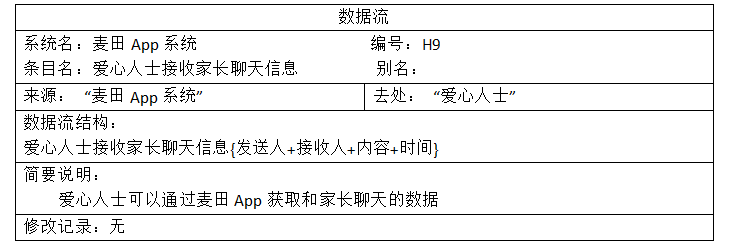 数据流
系统名：麦田 App 系统 编号：H9
条目名：爱心人士接收家长聊天信息 别名：
来源： “麦田 App 系统” 去处： “爱心人士”
数据流结构：
爱心人士接收家长聊天信息{发送人+接收人+内容+时间}
简要说明：
爱心人士可以通过麦田 App 获取和家长聊天的数据
修改记录：无